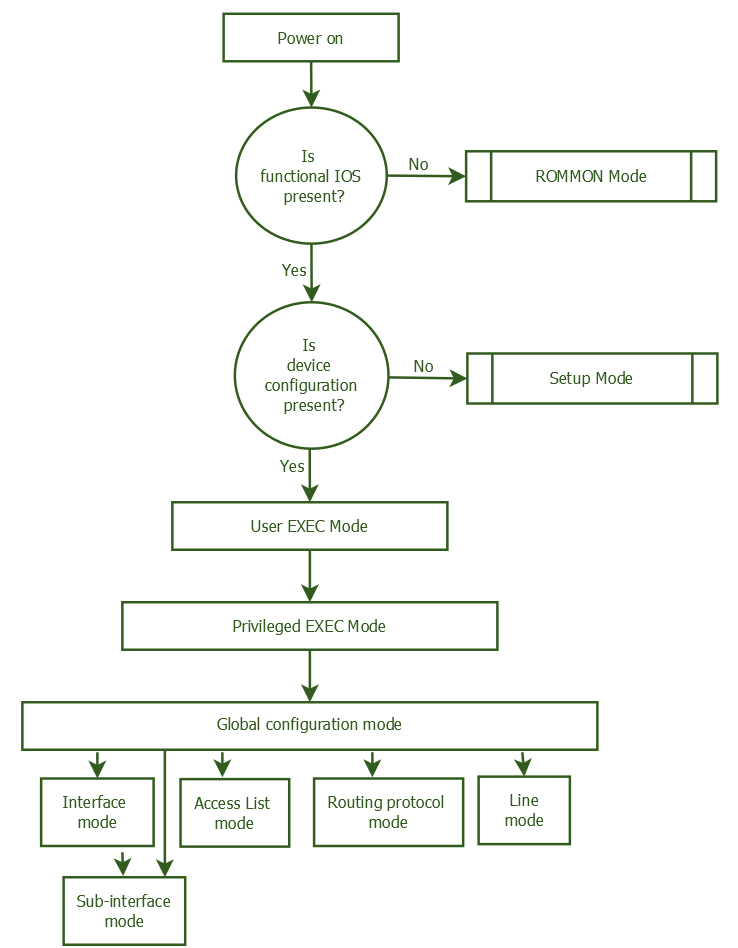 Power on
Is
functional IOS
present?
No
ROMMON Mode
Yes
Is
device
configuration
present?
No
Setup Mode
Yes
User EXEC Mode
Privileged EXEC Mode
Global configuration mode
Interface
mode
Access List
mode
Routing protocol
mode
Line
mode
Sub-interface
mode